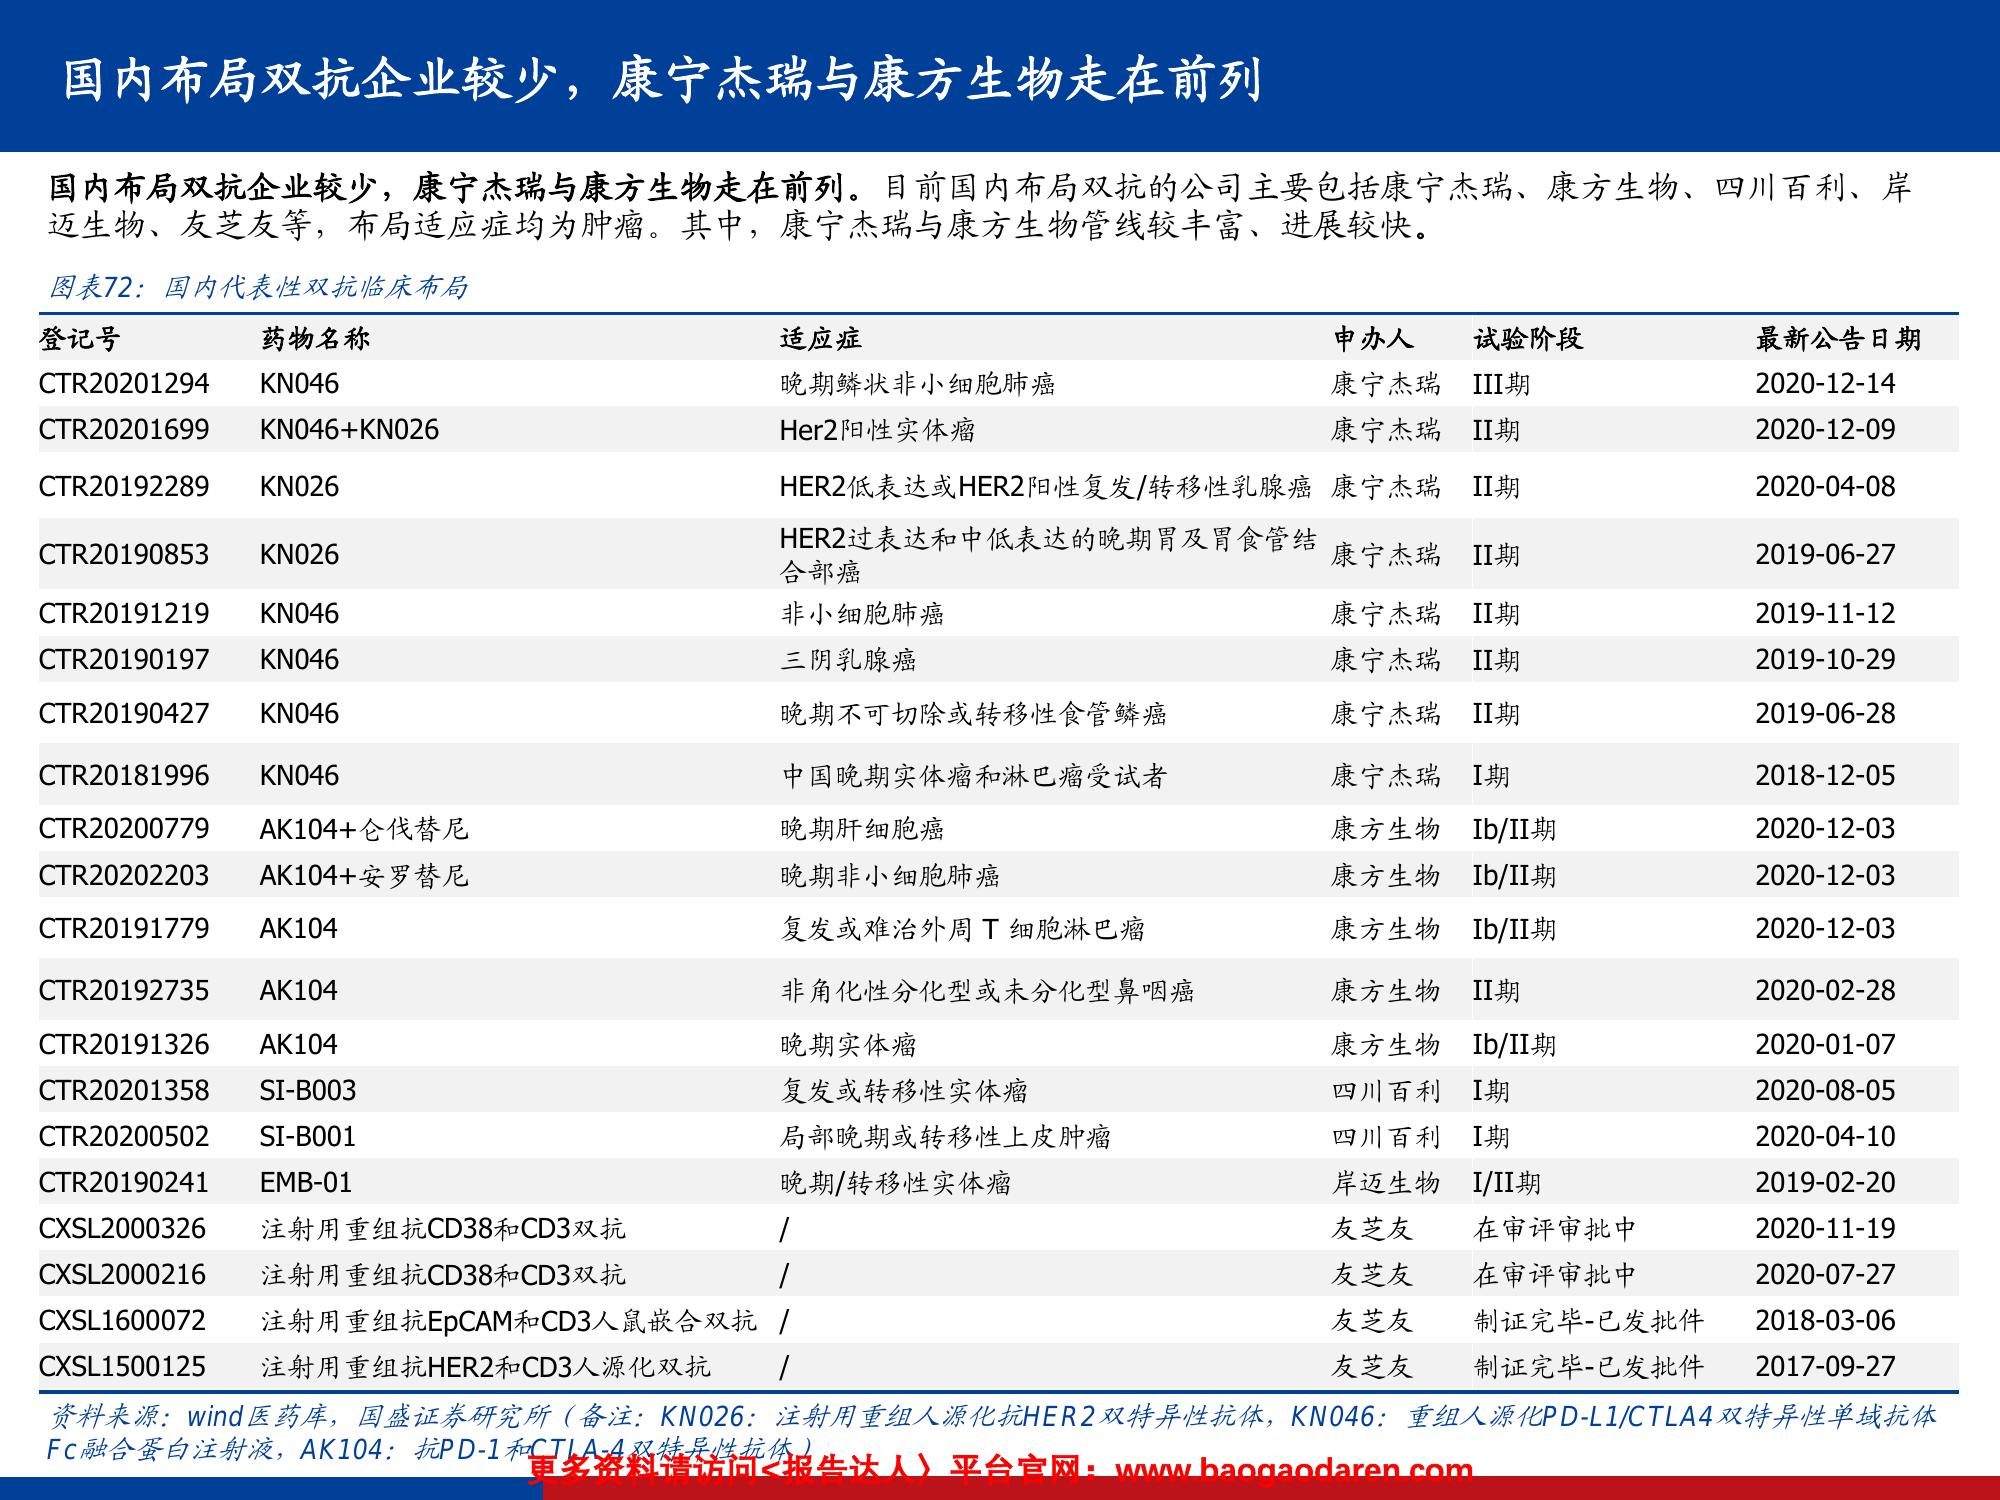 国内布局双抗企业较少，康宁杰瑞与康方生物走在前列
国内布局双抗企业较少，康宁杰瑞与康方生物走在前列。目前国内布局双抗的公司主要包括康宁杰瑞、康方生物、四川百利、岸
迈生物、友芝友等，布局适应症均为肿瘤。其中，康宁杰瑞与康方生物管线较丰富、进展较快。
图表72：国内代表性双抗临床布局
登记号 药物名称 适应症 申办人 试验阶段 最新公告日期
CTR20201294 KN046 晚期鳞状非小细胞肺癌 康宁杰瑞 III期 2020-12-14
CTR20201699 KN046+KN026 Her2阳性实体瘤 康宁杰瑞 II期 2020-12-09
CTR20192289 KN026 HER2低表达或HER2阳性复发/转移性乳腺癌 康宁杰瑞 II期 2020-04-08
CTR20190853 KN026 HER2过表达和中低表达的晚期胃及胃食管结 康宁杰瑞 II期 2019-06-27
合部癌
CTR20191219 KN046 非小细胞肺癌 康宁杰瑞 II期 2019-11-12
CTR20190197 KN046 三阴乳腺癌 康宁杰瑞 II期 2019-10-29
CTR20190427 KN046 晚期不可切除或转移性食管鳞癌 康宁杰瑞 II期 2019-06-28
CTR20181996 KN046 中国晚期实体瘤和淋巴瘤受试者 康宁杰瑞 I期 2018-12-05
CTR20200779 AK104+仑伐替尼 晚期肝细胞癌 康方生物 Ib/II期 2020-12-03
CTR20202203 AK104+安罗替尼 晚期非小细胞肺癌 康方生物 Ib/II期 2020-12-03
CTR20191779 AK104 复发或难治外周 T 细胞淋巴瘤 康方生物 Ib/II期 2020-12-03
CTR20192735 AK104 非角化性分化型或未分化型鼻咽癌 康方生物 II期 2020-02-28
CTR20191326 AK104 晚期实体瘤 康方生物 Ib/II期 2020-01-07
CTR20201358 SI-B003 复发或转移性实体瘤 四川百利 I期 2020-08-05
CTR20200502 SI-B001 局部晚期或转移性上皮肿瘤 四川百利 I期 2020-04-10
CTR20190241 EMB-01 晚期/转移性实体瘤 岸迈生物 I/II期 2019-02-20
CXSL2000326 注射用重组抗CD38和CD3双抗 / 友芝友 在审评审批中 2020-11-19
CXSL2000216 注射用重组抗CD38和CD3双抗 / 友芝友 在审评审批中 2020-07-27
CXSL1600072 注射用重组抗EpCAM和CD3人鼠嵌合双抗 / 友芝友 制证完毕-已发批件 2018-03-06
CXSL1500125 注射用重组抗HER2和CD3人源化双抗 / 友芝友 制证完毕-已发批件 2017-09-27
资料来源：wind医药库，国盛证券研究所（备注：KN026：注射用重组人源化抗HER2双特异性抗体，KN046：重组人源化PD-L1/CTLA4双特异性单域抗体
Fc融合蛋白注射液，AK104：抗PD-1和CTLA-4双特异性抗体）
更多资料请访问<报告达人〉平台官网：www.baogaodaren.com